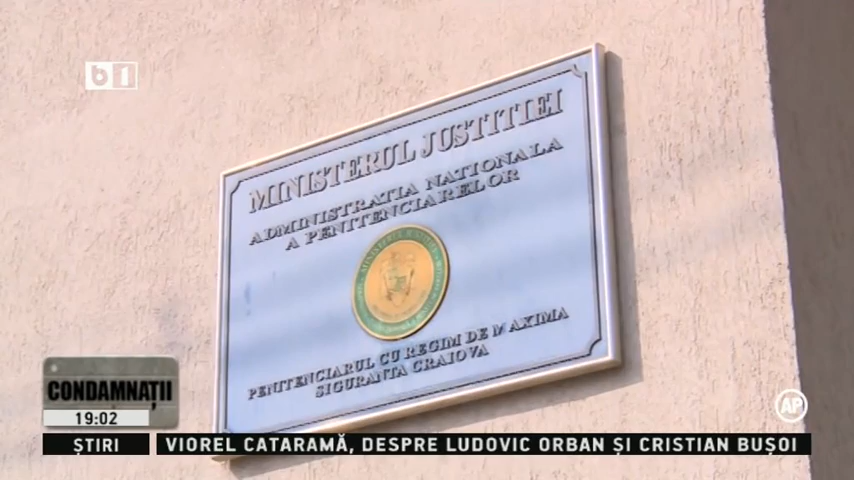 b1
MINISTERUL JUSTITIEI
ADMINISTRATIA NATIONALA
A PENITENCIARELOR
PENITENCIARUL CU REGIM DE MAXIMA
SIGURANTA CRAIOVA
CONDAMNAȚII
19:02
AP
ȘTIRI VIOREL CATARAMĂ, DESPRE LUDOVIC ORBAN ȘI CRISTIAN BUȘOI